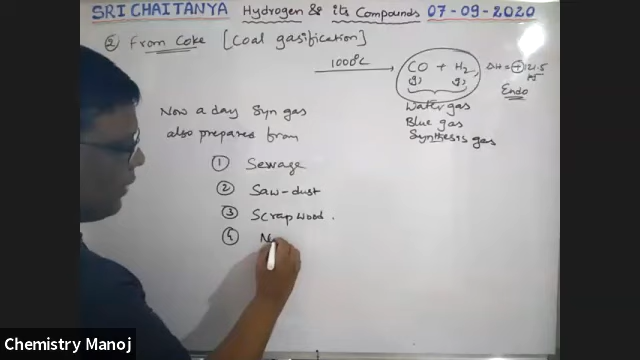 SRI CHAITANYA Hydrogen & its Compounds 07-09-2020
② From Coke [Coal gasification]
1000°C CO + H₂, ΔH = +121.5
(g) (g) KJ
Endo
Water gas
Blue gas
Synthesis gas
Now a day Syn gas
also prepared from
① Sewage
② Saw-dust
③ Scrap wood.
④ Ne
Chemistry Manoj